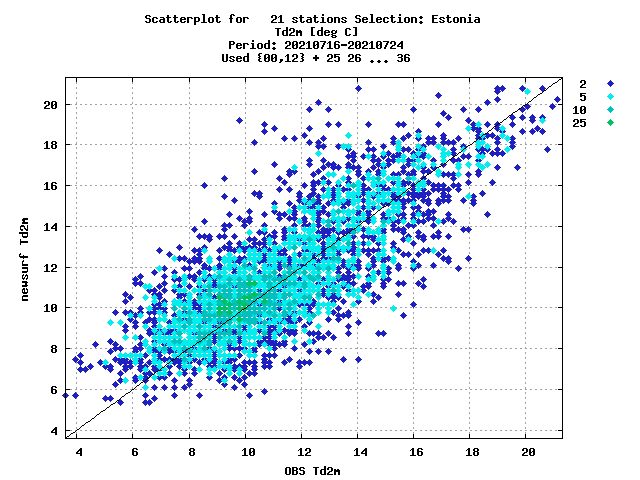 Scatterplot for 21 stations Selection: Estonia
Td2m [deg C]
Period: 20210716-20210724
Used {00,12} + 25 26 ... 36
2
5
10
25
20
18
16
14
12
10
8
6
4
newsurf Td2m
4 6 8 10 12 14 16 18 20
OBS Td2m